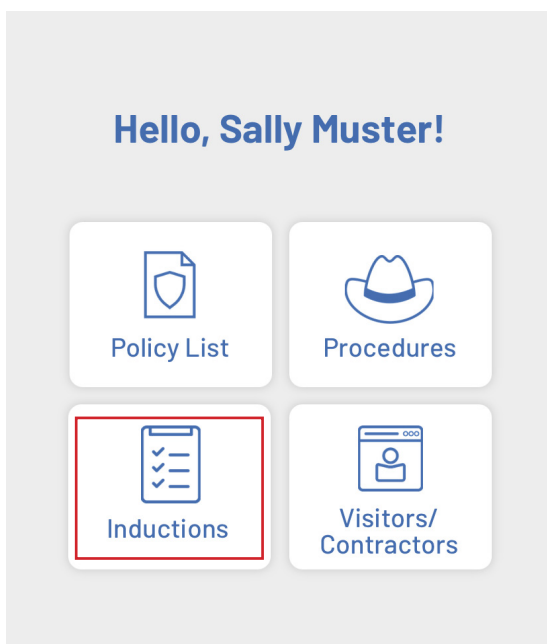 Hello, Sally Muster!
Policy List
Procedures
Inductions
Visitors/
Contractors